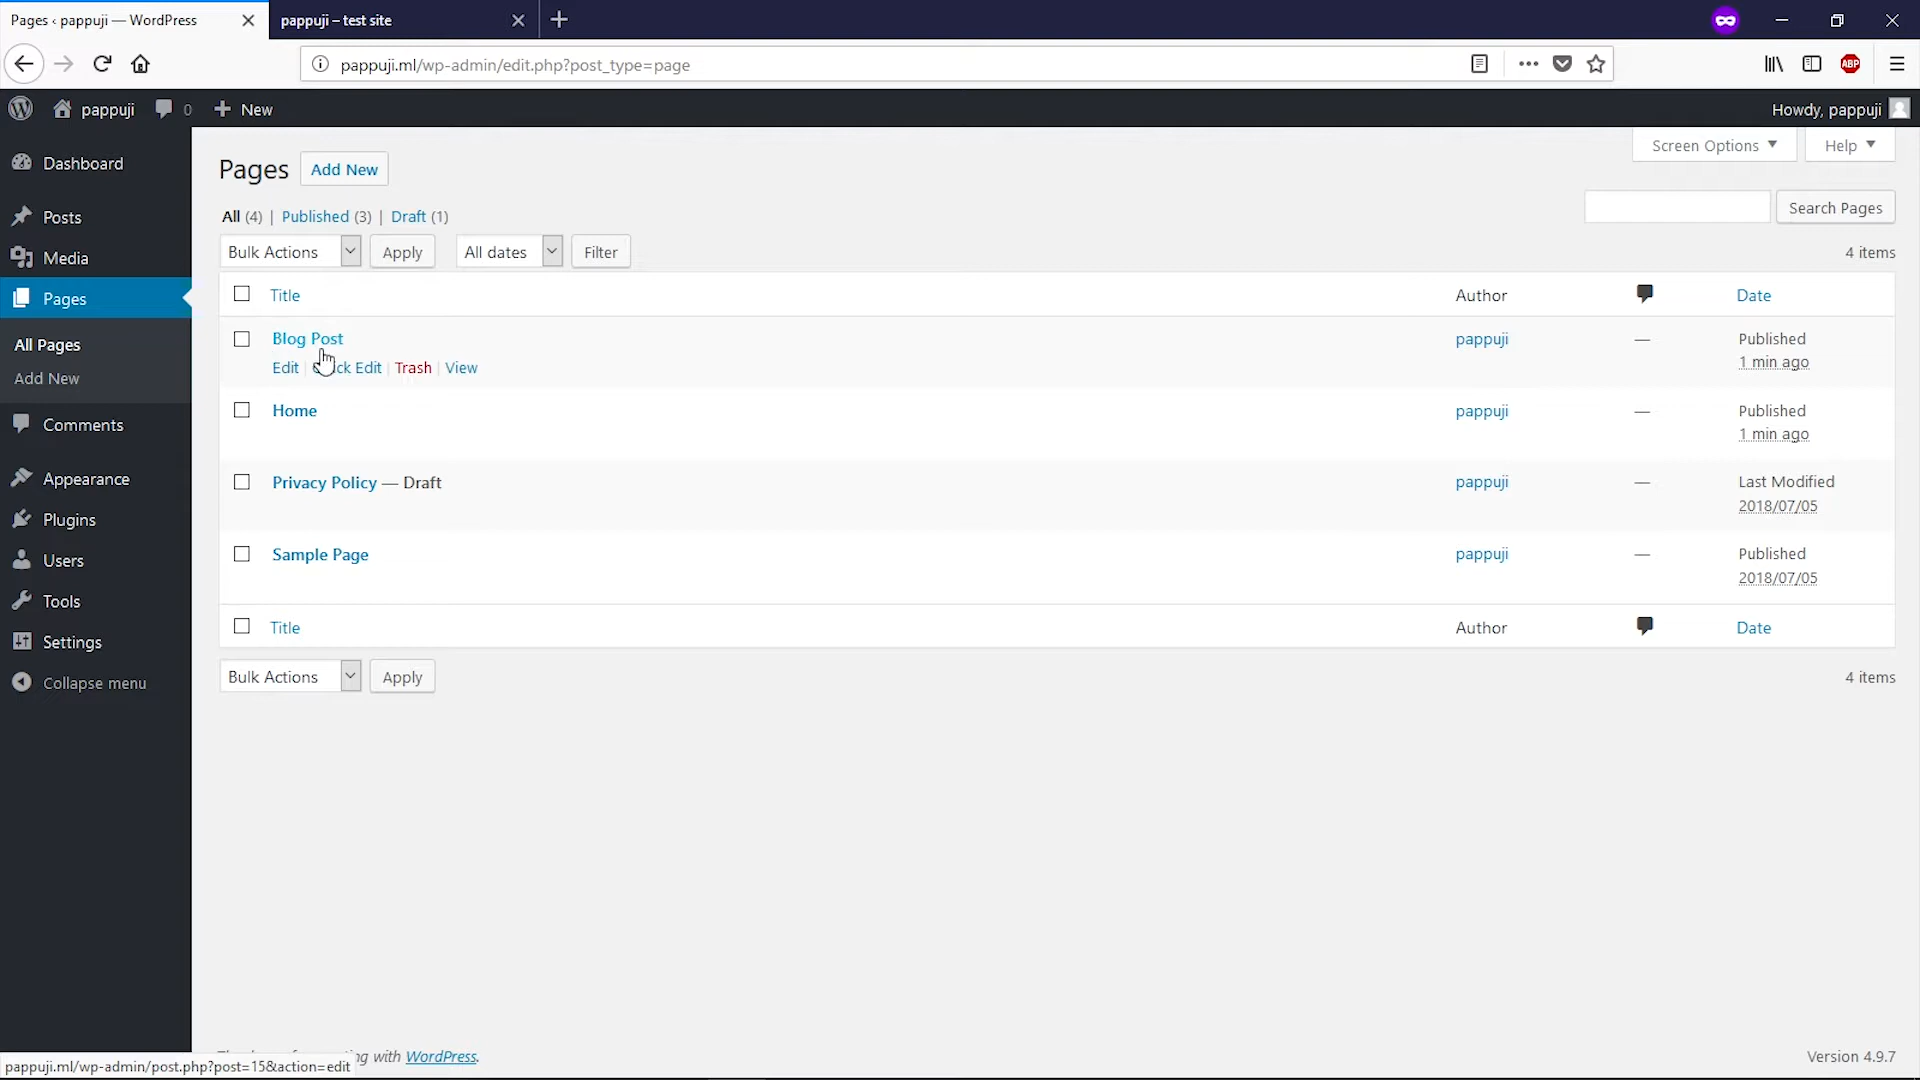 Pages ‹ pappuji — WordPress
pappuji – test site
pappuji.ml/wp-admin/edit.php?post_type=page
ABP
pappuji 0 New
Howdy, pappuji
Dashboard
Posts
Media
Pages
All Pages
Add New
Comments
Appearance
Plugins
Users
Tools
Settings
Collapse menu
Screen Options
Help
Pages Add New
All (4) | Published (3) | Draft (1)
Search Pages
Bulk Actions Apply All dates Filter
4 items
Title Author Date
Blog Post pappuji — Published
1 min ago
Edit | Edit | Trash | View
Home pappuji — Published
1 min ago
Privacy Policy — Draft pappuji — Last Modified
2018/07/05
Sample Page pappuji — Published
2018/07/05
Title Author Date
Bulk Actions Apply
4 items
with WordPress.
Version 4.9.7
pappuji.ml/wp-admin/post.php?post=15&action=edit